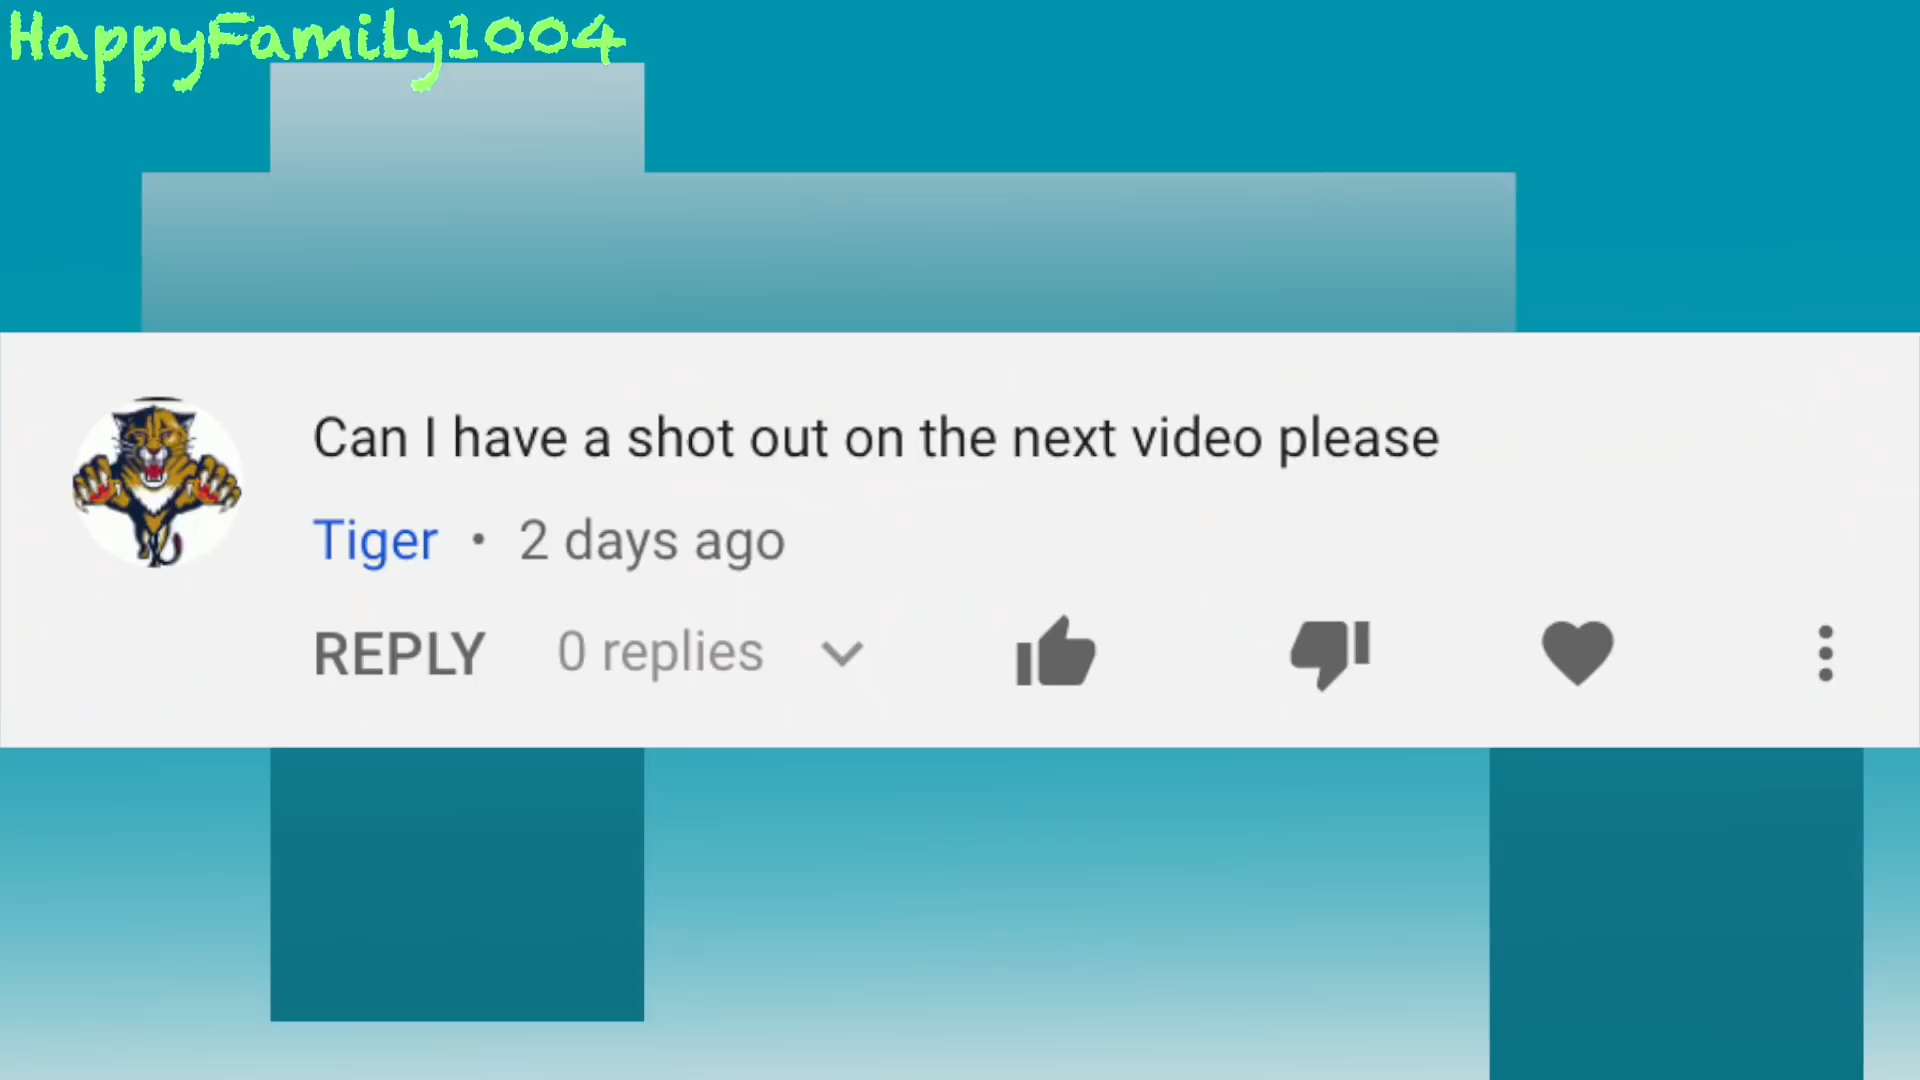 HappyFamily1004
Can I have a shot out on the next video please
Tiger • 2 days ago
REPLY 0 replies